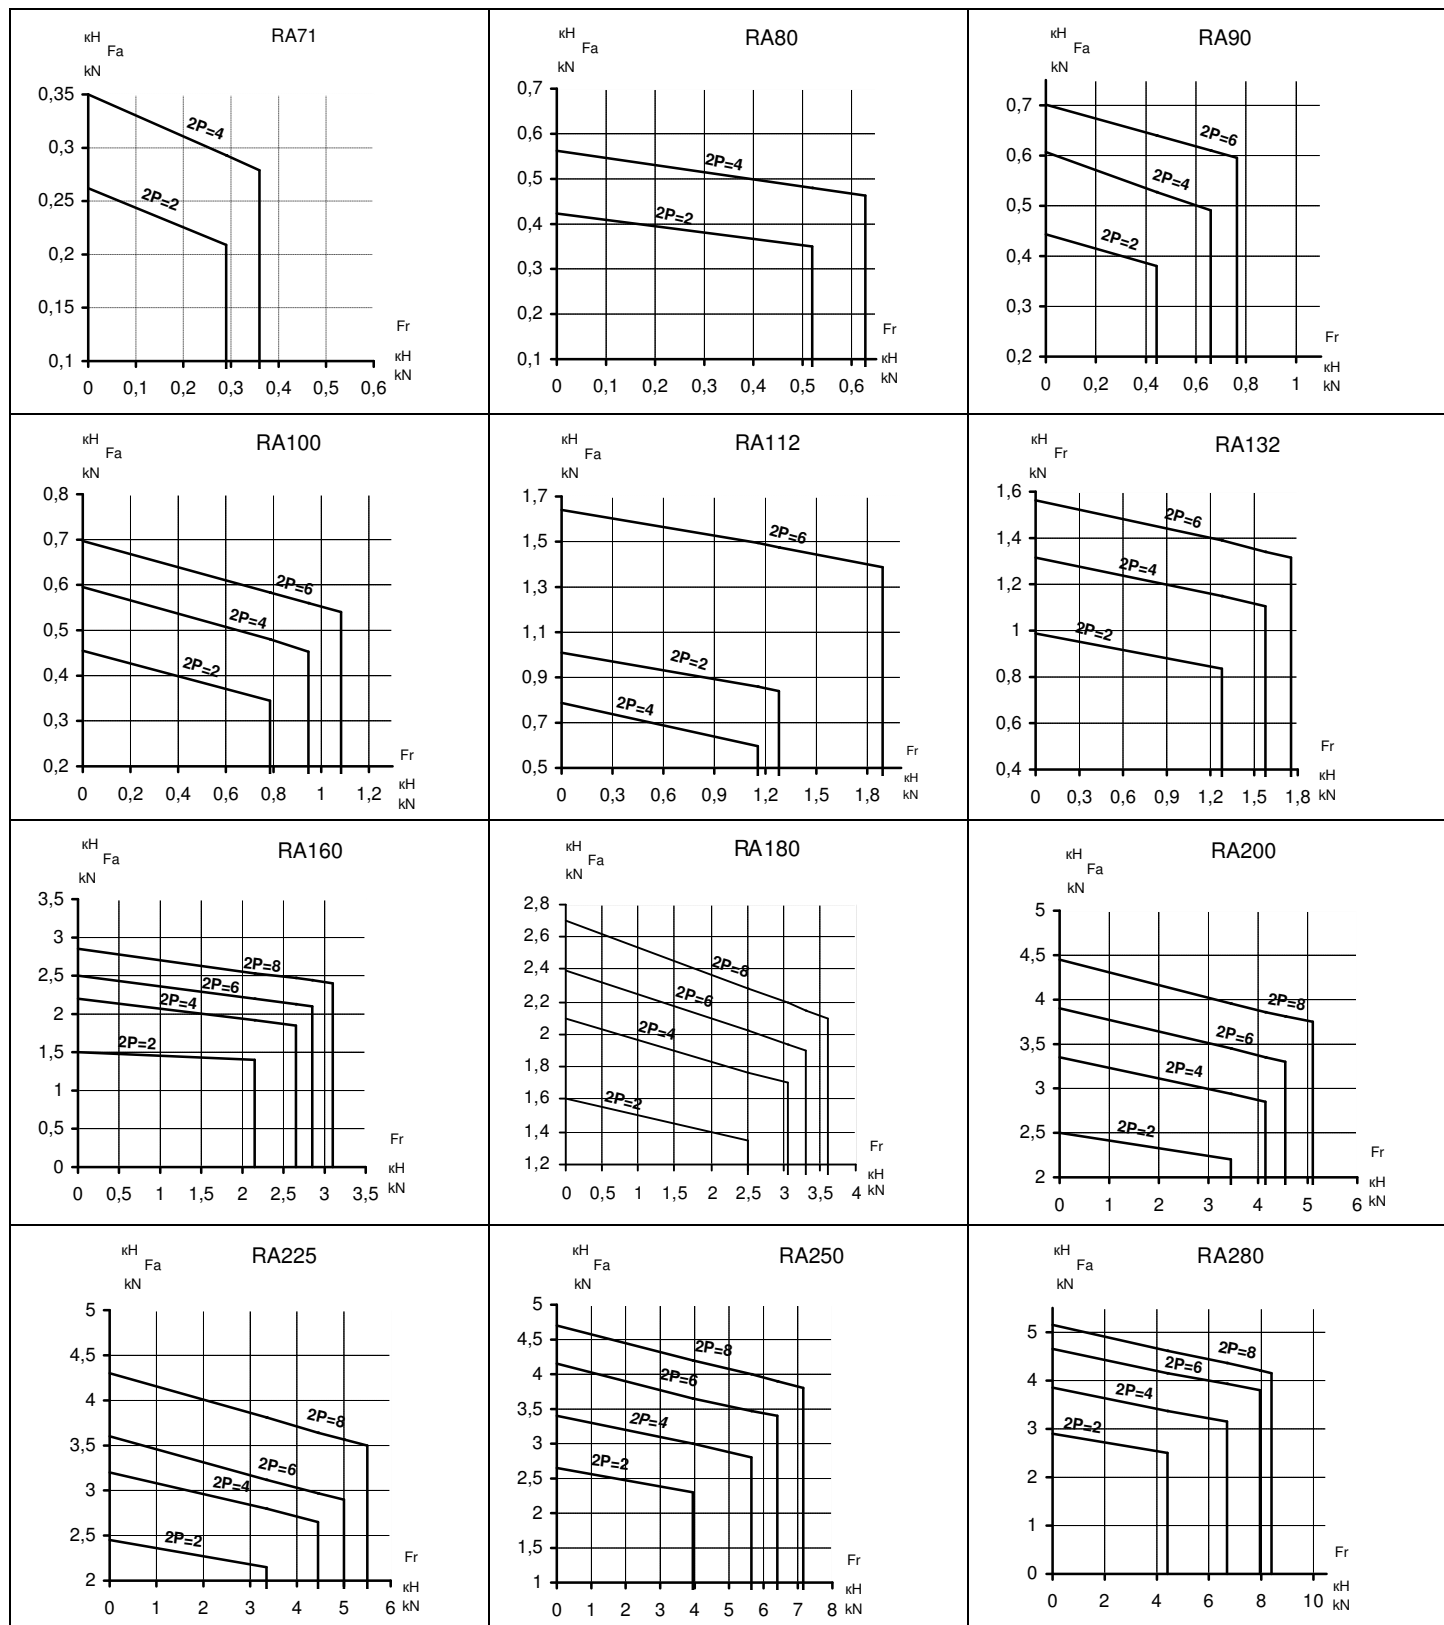 RA71
кН
Fa
kN
0,35
2P=4
0,3
0,25
2P=2
0,2
0,15
0,1
Fr
кН
kN
0 0,1 0,2 0,3 0,4 0,5 0,6
RA80
кН
Fa
kN
0,7
0,6
2P=4
0,5
0,4
2P=2
0,3
0,2
0,1
Fr
кН
kN
0 0,1 0,2 0,3 0,4 0,5 0,6
RA90
кН
Fa
kN
0,7
2P=6
0,6
2P=4
0,5
2P=2
0,4
0,3
0,2
Fr
кН
kN
0 0,2 0,4 0,6 0,8 1
RA100
кН
Fa
kN
0,8
0,7
2P=6
0,6
2P=4
0,5
2P=2
0,4
0,3
0,2
Fr
кН
kN
0 0,2 0,4 0,6 0,8 1 1,2
RA112
кН
Fa
kN
1,7
2P=6
1,5
1,3
1,1
2P=2
0,9
2P=4
0,7
0,5
Fr
кН
kN
0 0,3 0,6 0,9 1,2 1,5 1,8
RA132
кН
Fr
kN
1,6
2P=6
1,4
2P=4
1,2
2P=2
1
0,8
0,6
0,4
Fr
кН
kN
0 0,3 0,6 0,9 1,2 1,5 1,8
RA160
кН
Fa
kN
3,5
3
2P=8
2,5
2P=6
2P=4
2
2P=2
1,5
1
0,5
0
Fr
кН
kN
0 0,5 1 1,5 2 2,5 3 3,5
RA180
кН
Fa
kN
2,8
2,6
2P=8
2,4
2P=6
2,2
2P=4
2
1,8
1,6
2P=2
1,4
1,2
Fr
кН
kN
0 0,5 1 1,5 2 2,5 3 3,5 4
RA200
кН
Fa
kN
5
4,5
2P=8
4
2P=6
3,5
2P=4
3
2P=2
2,5
2
Fr
кН
kN
0 1 2 3 4 5 6
RA225
кН
Fa
kN
5
4,5
4
2P=8
3,5
2P=6
3
2P=4
2,5
2P=2
2
Fr
кН
kN
0 1 2 3 4 5 6
RA250
кН
Fa
kN
5
4,5
2P=8
4
2P=6
3,5
2P=4
3
2P=2
2,5
2
1,5
1
Fr
кН
kN
0 1 2 3 4 5 6 7 8
RA280
кН
Fa
kN
5
2P=8
2P=6
4
2P=4
2P=2
3
2
1
0
Fr
кН
kN
0 2 4 6 8 10